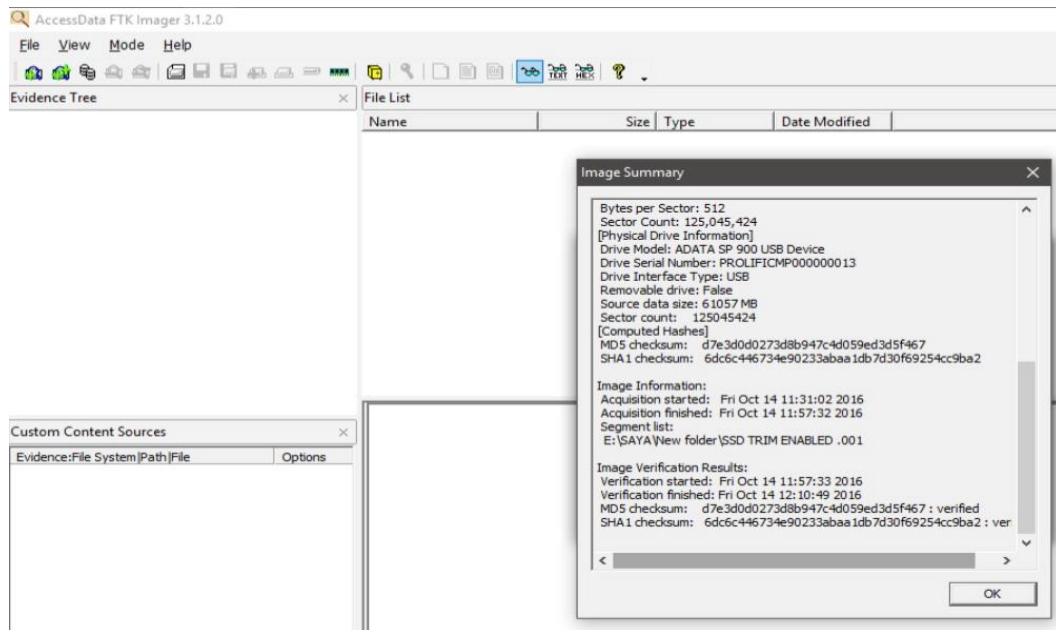 AccessData FTK Imager 3.1.2.0
File View Mode Help
TEXT HEX
Evidence Tree
File List
Name Size Type Date Modified
Custom Content Sources
Evidence:File System|Path|File Options
Image Summary
Bytes per Sector: 512
Sector Count: 125,045,424
[Physical Drive Information]
Drive Model: ADATA SP 900 USB Device
Drive Serial Number: PROLIFICMP000000013
Drive Interface Type: USB
Removable drive: False
Source data size: 61057 MB
Sector count: 125045424
[Computed Hashes]
MD5 checksum: d7e3d0d0273d8b947c4d059ed3d5f467
SHA1 checksum: 6dc6c446734e90233abaa1db7d30f69254cc9ba2
Image Information:
Acquisition started: Fri Oct 14 11:31:02 2016
Acquisition finished: Fri Oct 14 11:57:32 2016
Segment list:
E:\SAYA\New folder\SSD TRIM ENABLED .001
Image Verification Results:
Verification started: Fri Oct 14 11:57:33 2016
Verification finished: Fri Oct 14 12:10:49 2016
MD5 checksum: d7e3d0d0273d8b947c4d059ed3d5f467 : verified
SHA1 checksum: 6dc6c446734e90233abaa1db7d30f69254cc9ba2 : ver
OK